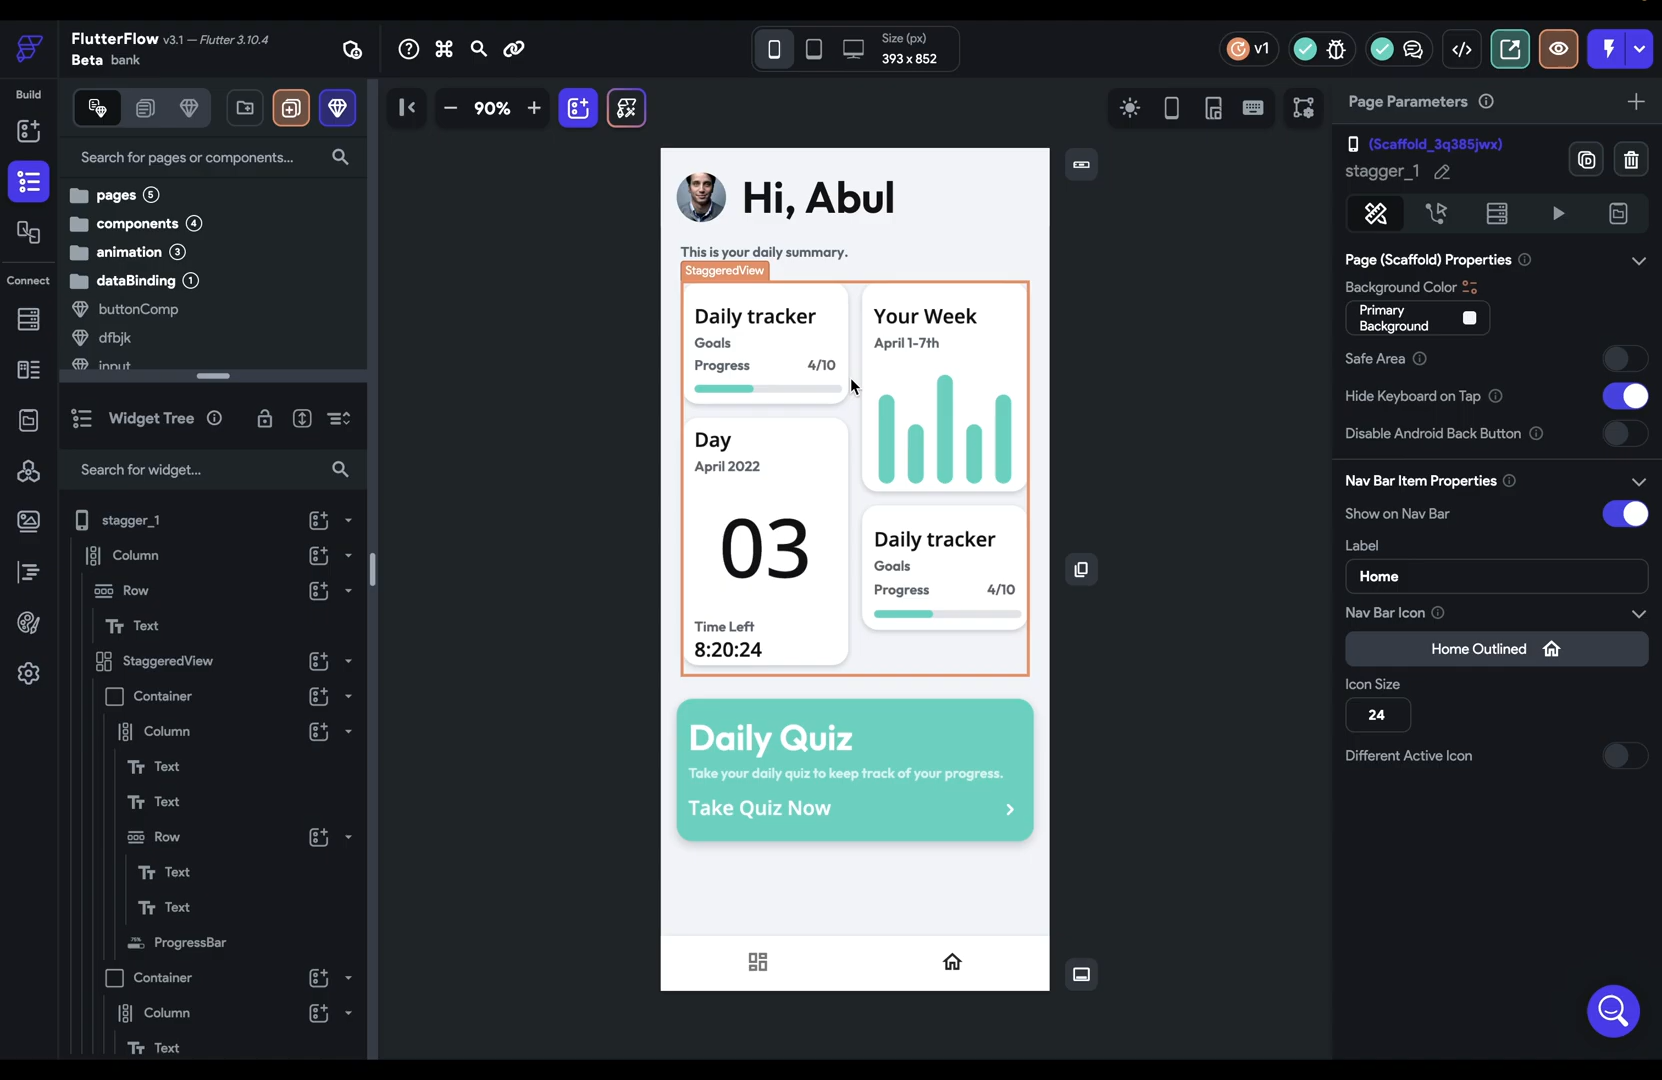 FlutterFlow v3.1 — Flutter 3.10.4
Beta bank
Size (px)
393 x 852
v1
Build
Connect
90%
Search for pages or components...
pages 5
components 4
animation 3
dataBinding 1
buttonComp
dfbjk
input
Widget Tree
Search for widget...
stagger_1
Column
Row
Text
StaggeredView
Container
Column
Text
Text
Row
Text
Text
ProgressBar
Container
Column
Text
Hi, Abul
This is your daily summary.
StaggeredView
Daily tracker
Goals
Progress 4/10
Your Week
April 1-7th
Day
April 2022
03
Time Left
8:20:24
Daily tracker
Goals
Progress 4/10
Daily Quiz
Take your daily quiz to keep track of your progress.
Take Quiz Now
Page Parameters
(Scaffold_3q385jwx)
stagger_1
Page (Scaffold) Properties
Background Color
Primary
Background
Safe Area
Hide Keyboard on Tap
Disable Android Back Button
Nav Bar Item Properties
Show on Nav Bar
Label
Home
Nav Bar Icon
Home Outlined
Icon Size
24
Different Active Icon